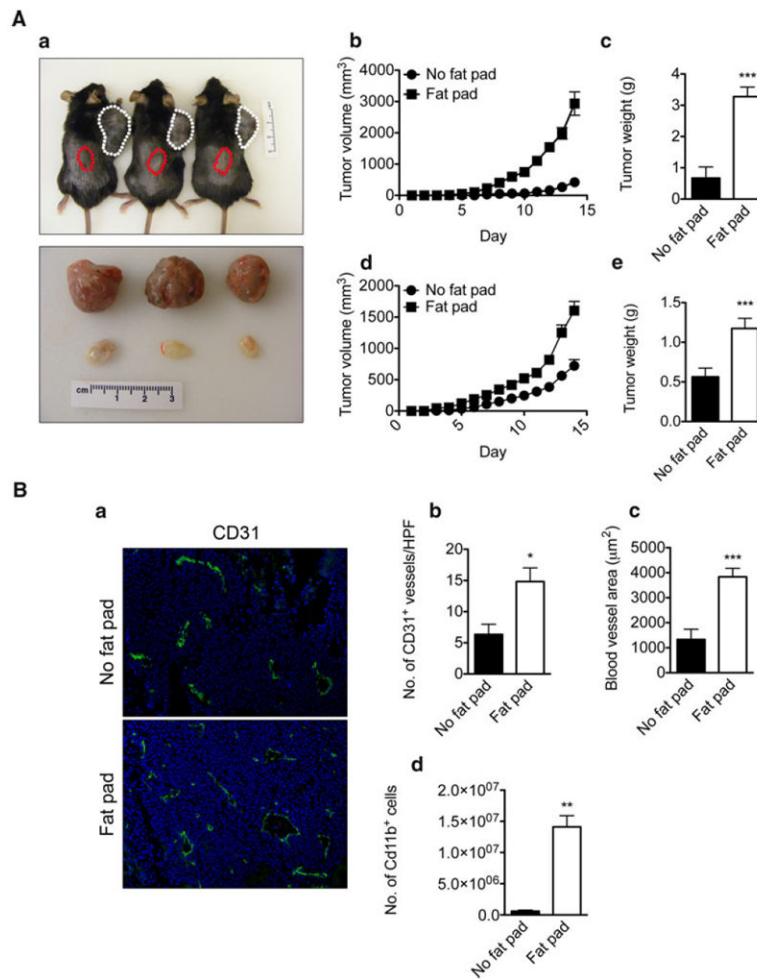 A
a
b
Tumor volume (mm³)
4000
3000
2000
1000
0
0
5
10
15
Day
No fat pad
Fat pad
c
Tumor weight (g)
4
3
2
1
0
***
No fat pad
Fat pad
cm
1
2
3
d
Tumor volume (mm³)
2000
1500
1000
500
0
0
5
10
15
Day
No fat pad
Fat pad
e
Tumor weight (g)
1.5
1.0
0.5
0.0
***
No fat pad
Fat pad
B
a
CD31
No fat pad
Fat pad
b
No. of CD31⁺ vessels/HPF
20
15
10
5
0
*
No fat pad
Fat pad
c
Blood vessel area (μm²)
5000
4000
3000
2000
1000
0
***
No fat pad
Fat pad
d
No. of Cd11b⁺ cells
2.0×10⁰⁷
1.5×10⁰⁷
1.0×10⁰⁷
5.0×10⁰⁶
0.0
**
No fat pad
Fat pad